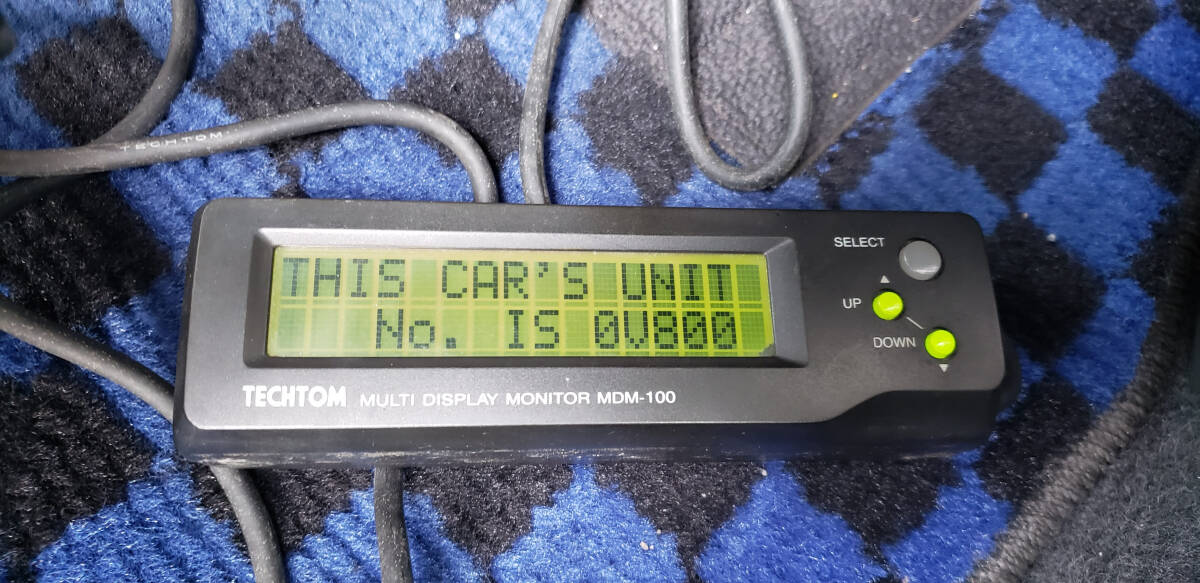 TECHTOM
THIS CAR'S UNIT
No. IS 0V800
SELECT
UP
DOWN
TECHTOM MULTI DISPLAY MONITOR MDM-100